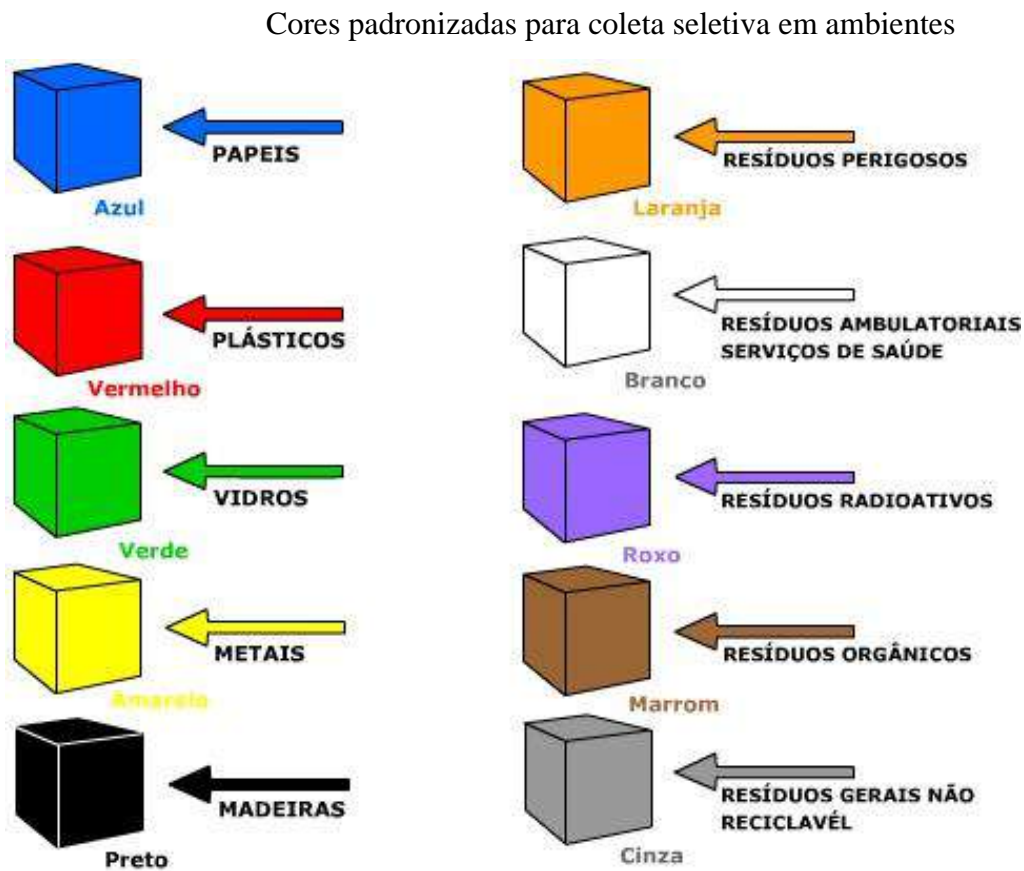 Cores padronizadas para coleta seletiva em ambientes
PAPEIS
Azul
PLÁSTICOS
Vermelho
VIDROS
Verde
METAIS
Amarelo
MADEIRAS
Preto
RESÍDUOS PERIGOSOS
Laranja
RESÍDUOS AMBULATORIAIS
SERVIÇOS DE SAÚDE
Branco
RESÍDUOS RADIOATIVOS
Roxo
RESÍDUOS ORGÂNICOS
Marrom
RESÍDUOS GERAIS NÃO
RECICLAVÉL
Cinza